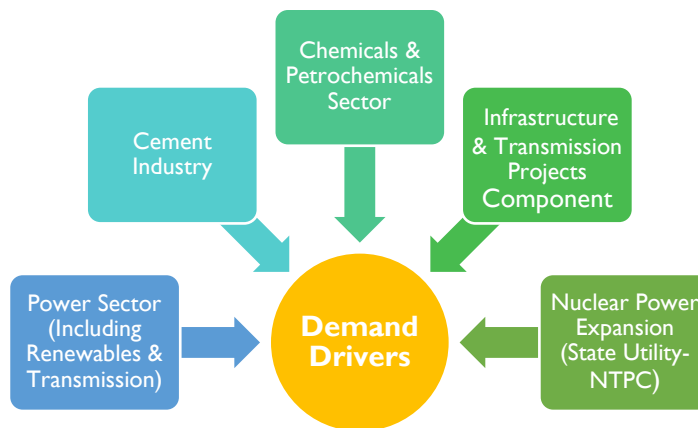 Chemicals &
Petrochemicals
Sector
Cement
Industry
Infrastructure
& Transmission
Projects
Component
Power Sector
(Including
Renewables &
Transmission)
Demand
Drivers
Nuclear Power
Expansion
(State Utility-
NTPC)